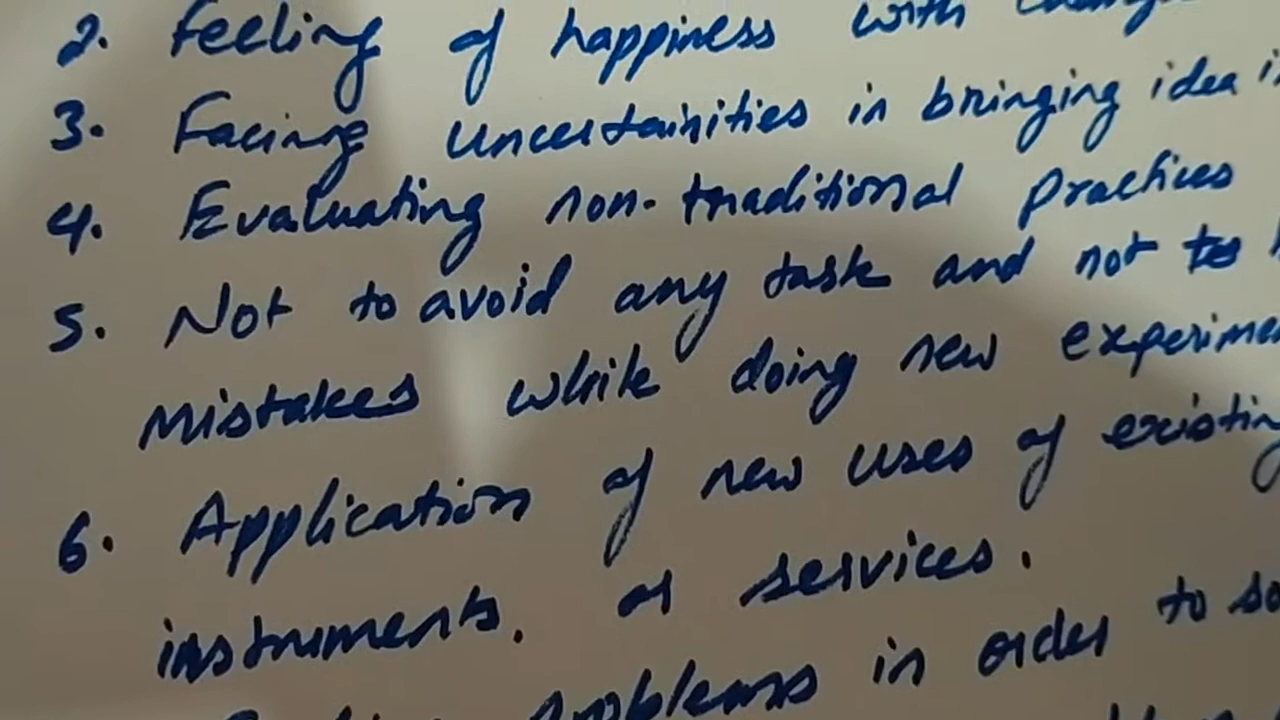 2. Feeling of happiness with
3. Facing uncertainities in bringing idea
4. Evaluating non-traditional practices
5. Not to avoid any task and not to
mistakes while doing new
6. Application of new uses of
instruments. or services.
problems in order to